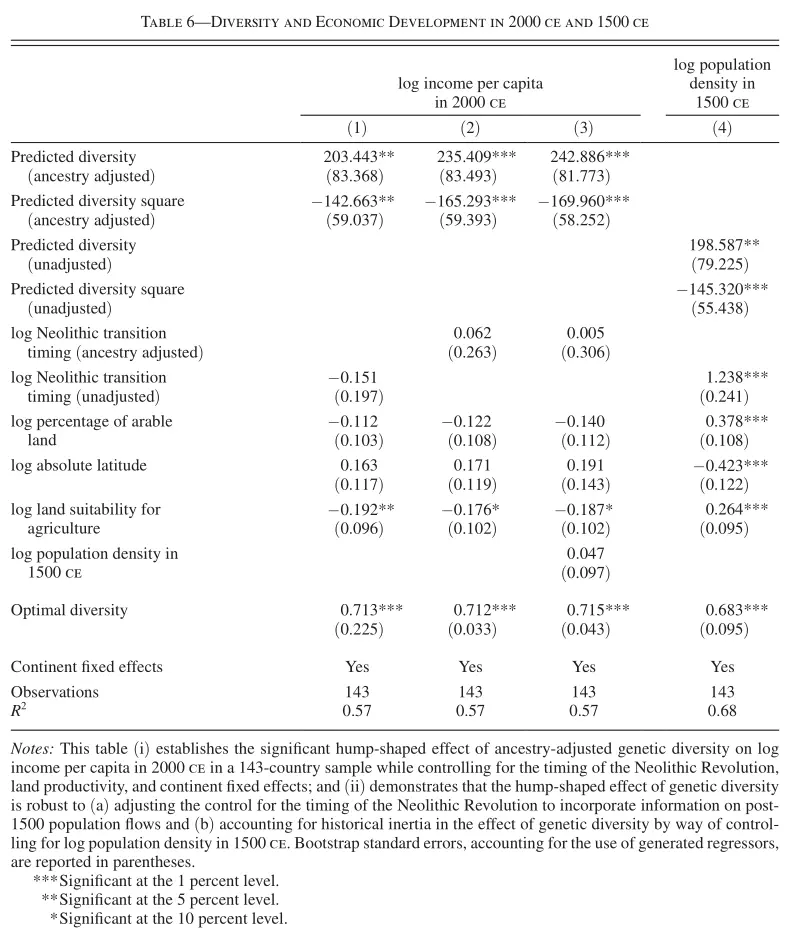 Table 6—Diversity and Economic Development in 2000 ce and 1500 ce
log income per capita in 2000 ce
log population density in 1500 ce
(1) (2) (3) (4)
Predicted diversity (ancestry adjusted) 203.443** 235.409*** 242.886***
(83.368) (83.493) (81.773)
Predicted diversity square (ancestry adjusted) −142.663** −165.293*** −169.960***
(59.037) (59.393) (58.252)
Predicted diversity (unadjusted) 198.587**
(79.225)
Predicted diversity square (unadjusted) −145.320***
(55.438)
log Neolithic transition timing (ancestry adjusted) 0.062 0.005
(0.263) (0.306)
log Neolithic transition timing (unadjusted) −0.151 1.238***
(0.197) (0.241)
log percentage of arable land −0.112 −0.122 −0.140 0.378***
(0.103) (0.108) (0.112) (0.108)
log absolute latitude 0.163 0.171 0.191 −0.423***
(0.117) (0.119) (0.143) (0.122)
log land suitability for agriculture −0.192** −0.176* −0.187* 0.264***
(0.096) (0.102) (0.102) (0.095)
log population density in 1500 ce 0.047
(0.097)
Optimal diversity 0.713*** 0.712*** 0.715*** 0.683***
(0.225) (0.033) (0.043) (0.095)
Continent fixed effects Yes Yes Yes Yes
Observations 143 143 143 143
R2 0.57 0.57 0.57 0.68
Notes: This table (i) establishes the significant hump-shaped effect of ancestry-adjusted genetic diversity on log
income per capita in 2000 ce in a 143-country sample while controlling for the timing of the Neolithic Revolution,
land productivity, and continent fixed effects; and (ii) demonstrates that the hump-shaped effect of genetic diversity
is robust to (a) adjusting the control for the timing of the Neolithic Revolution to incorporate information on post-
1500 population flows and (b) accounting for historical inertia in the effect of genetic diversity by way of control-
ling for log population density in 1500 ce. Bootstrap standard errors, accounting for the use of generated regressors,
are reported in parentheses.
***Significant at the 1 percent level.
**Significant at the 5 percent level.
*Significant at the 10 percent level.